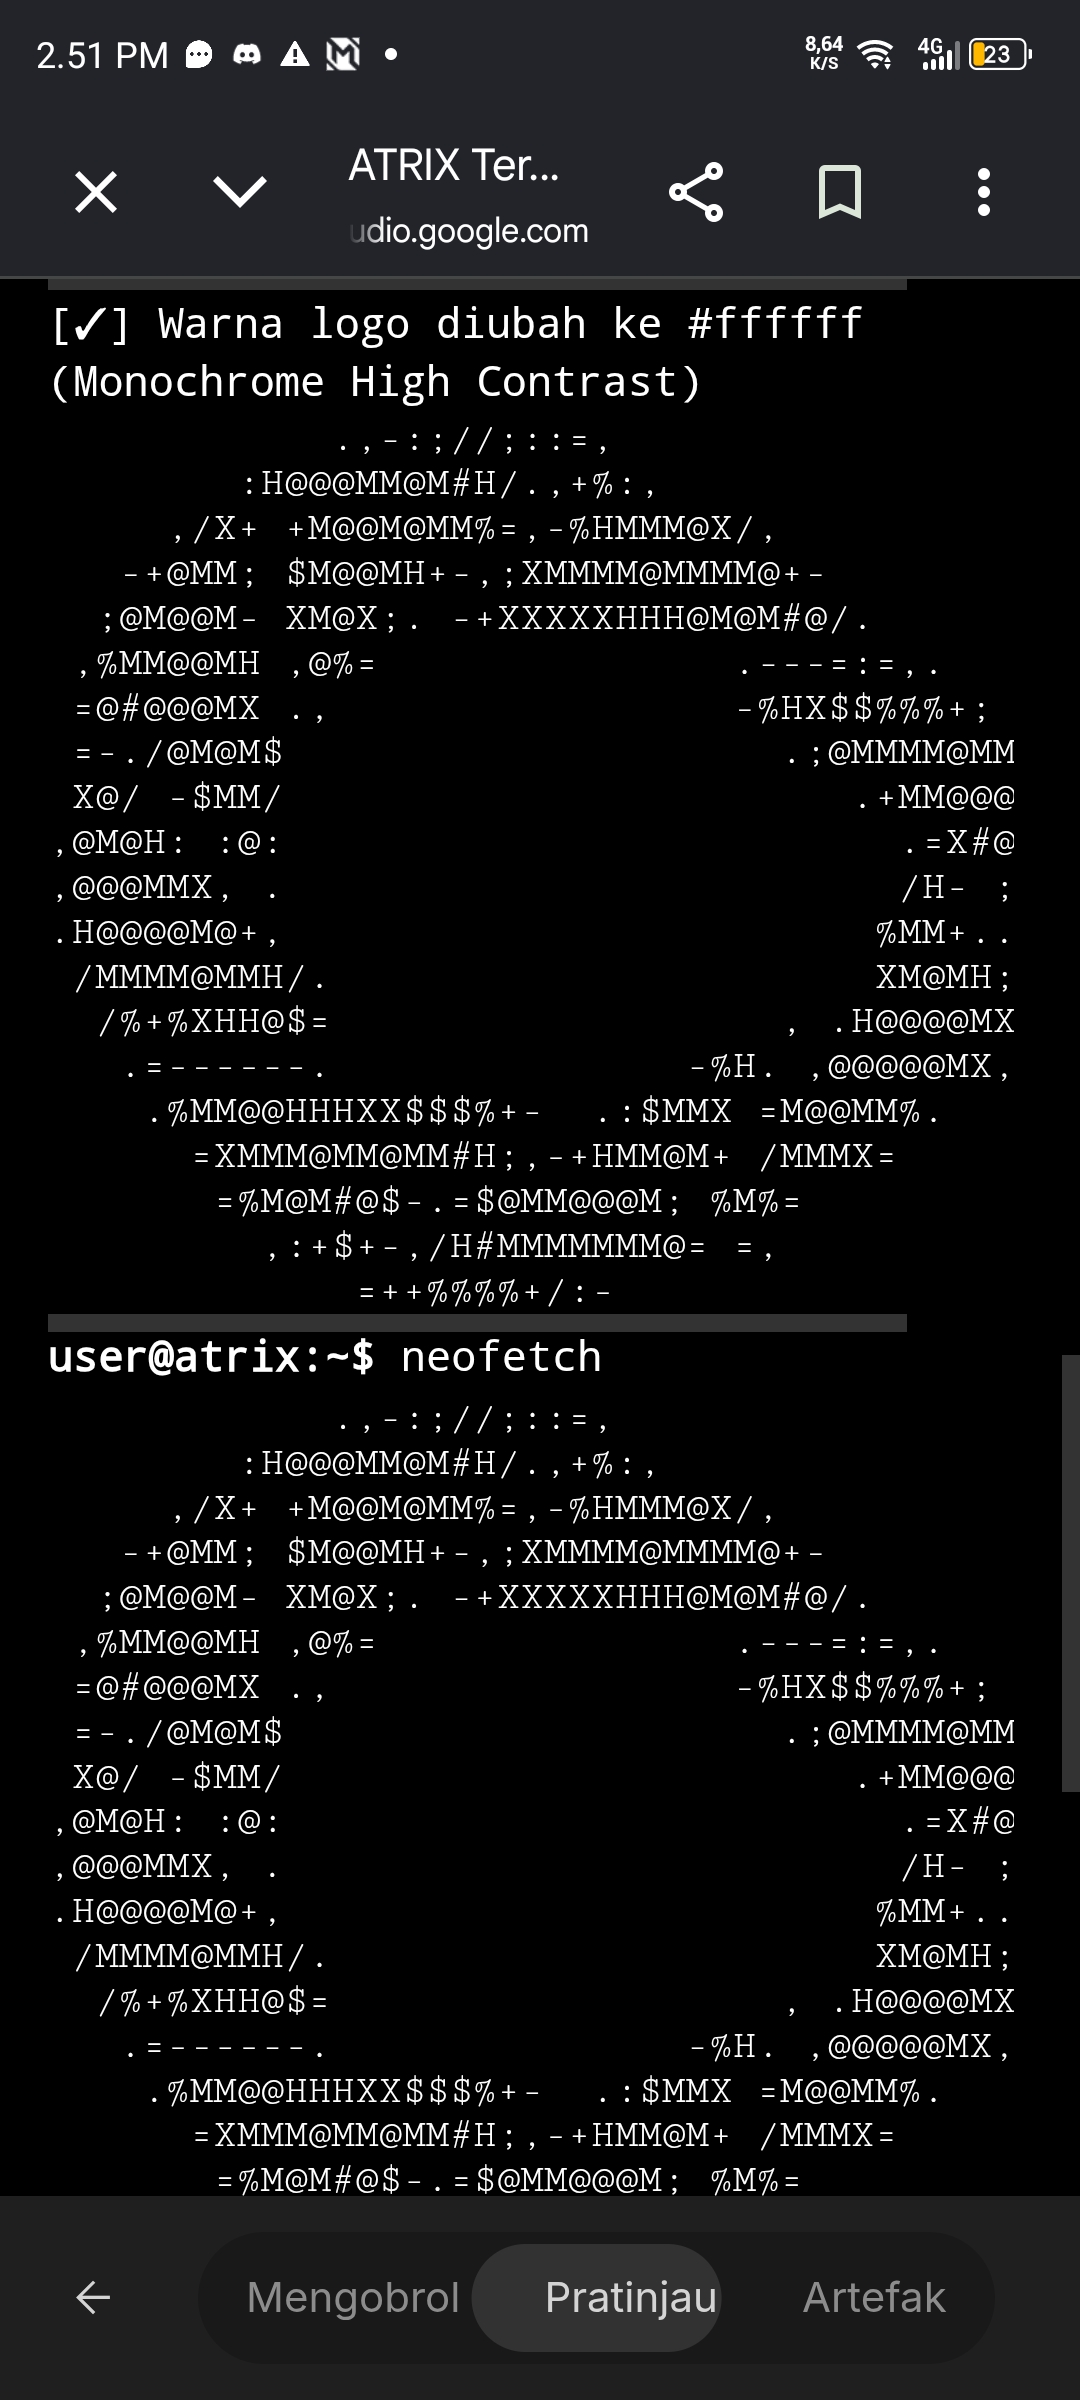 2.51 PM
8,64 K/S
4G
23
ATRIX Ter...
udio.google.com
[✓] Warna logo diubah ke #ffffff
(Monochrome High Contrast)
            .,-:;//;:::=,
        :H@@@MM@M#H/.,+%:,
     ,/X+ +M@@M@MM%=,-%HMMM@X/,
   -+@MM; $M@@MH+-,;XMMMM@MMMM@+-
  ;@M@@M- XM@X;. -+XXXXXHHH@M@M#@/.
 ,%MM@@MH ,@%=               .---=:=,.
 =@#@@@MX .,                 -%HX$$%%%+;
 =-./@M@M$                     .;@MMMM@MM
 X@/ -$MM/                        .+MM@@@
,@M@H: :@:                          .=X#@
,@@@MMX, .                          /H- ;
.H@@@@M@+,                         %MM+..
 /MMMM@MMH/.                       XM@MH;
  /%+%XHH@$=                   , .H@@@@MX
   .=------.               -%H. ,@@@@@MX,
    .%MM@@HHHXX$$$%+-  .:$MMX =M@@MM%.
      =XMMM@MM@MM#H;,-+HMM@M+ /MMMX=
       =%M@M#@$-.=$@MM@@@M; %M%=
         ,:+$+-,/H#MMMMMMM@= =,
             =++%%%%+/:-
user@atrix:~$ neofetch
            .,-:;//;:::=,
        :H@@@MM@M#H/.,+%:,
     ,/X+ +M@@M@MM%=,-%HMMM@X/,
   -+@MM; $M@@MH+-,;XMMMM@MMMM@+-
  ;@M@@M- XM@X;. -+XXXXXHHH@M@M#@/.
 ,%MM@@MH ,@%=               .---=:=,.
 =@#@@@MX .,                 -%HX$$%%%+;
 =-./@M@M$                     .;@MMMM@MM
 X@/ -$MM/                        .+MM@@@
,@M@H: :@:                          .=X#@
,@@@MMX, .                          /H- ;
.H@@@@M@+,                         %MM+..
 /MMMM@MMH/.                       XM@MH;
  /%+%XHH@$=                   , .H@@@@MX
   .=------.               -%H. ,@@@@@MX,
    .%MM@@HHHXX$$$%+-  .:$MMX =M@@MM%.
      =XMMM@MM@MM#H;,-+HMM@M+ /MMMX=
       =%M@M#@$-.=$@MM@@@M; %M%=
Mengobrol
Pratinjau
Artefak